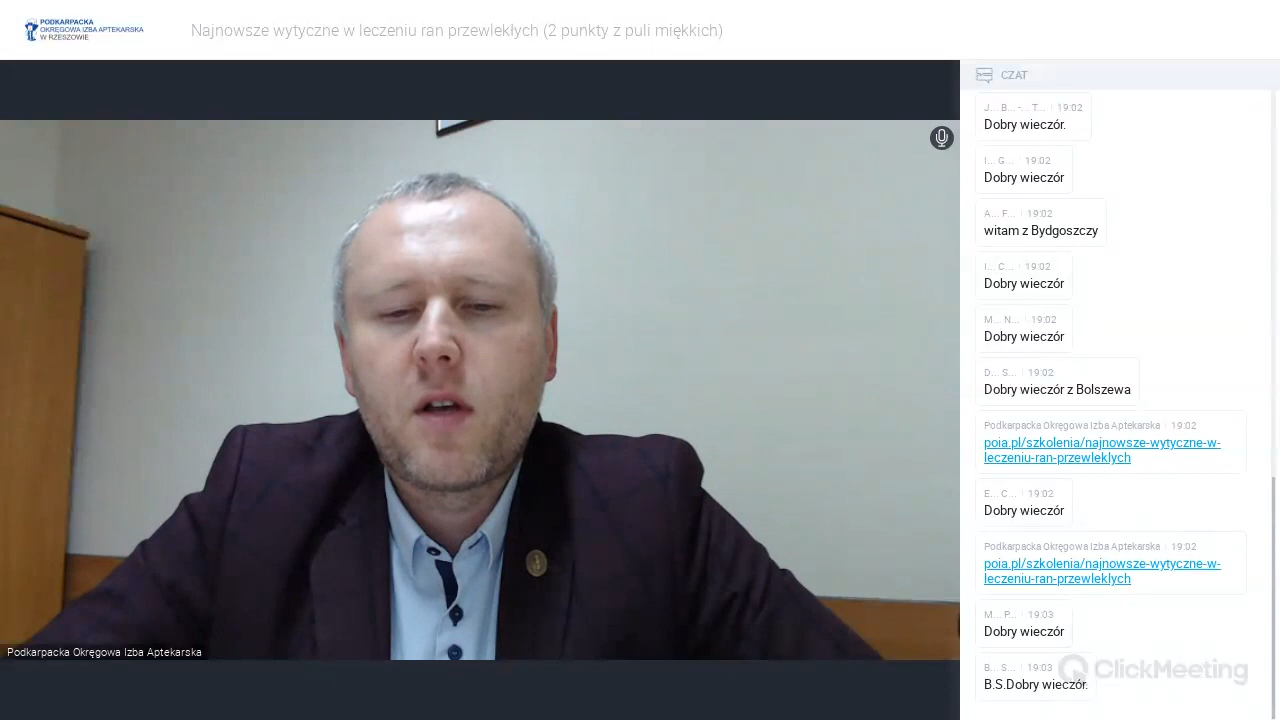 PODKARPACKA
OKRĘGOWA IZBA APTEKARSKA
W RZESZOWIE
Najnowsze wytyczne w leczeniu ran przewlekłych (2 punkty z puli miękkich)
CZAT
J... B... -... T... 19:02
Dobry wieczór.
I... G... 19:02
Dobry wieczór
A... F... 19:02
witam z Bydgoszczy
I... C... 19:02
Dobry wieczór
M... N... 19:02
Dobry wieczór
D... S... 19:02
Dobry wieczór z Bolszewa
Podkarpacka Okręgowa Izba Aptekarska 19:02
poia.pl/szkolenia/najnowsze-wytyczne-w-
leczeniu-ran-przewleklych
E... C... 19:02
Dobry wieczór
Podkarpacka Okręgowa Izba Aptekarska 19:02
poia.pl/szkolenia/najnowsze-wytyczne-w-
leczeniu-ran-przewleklych
M... P... 19:03
Dobry wieczór
B... S... 19:03
B.S.Dobry wieczór.
ClickMeeting
Podkarpacka Okręgowa Izba Aptekarska